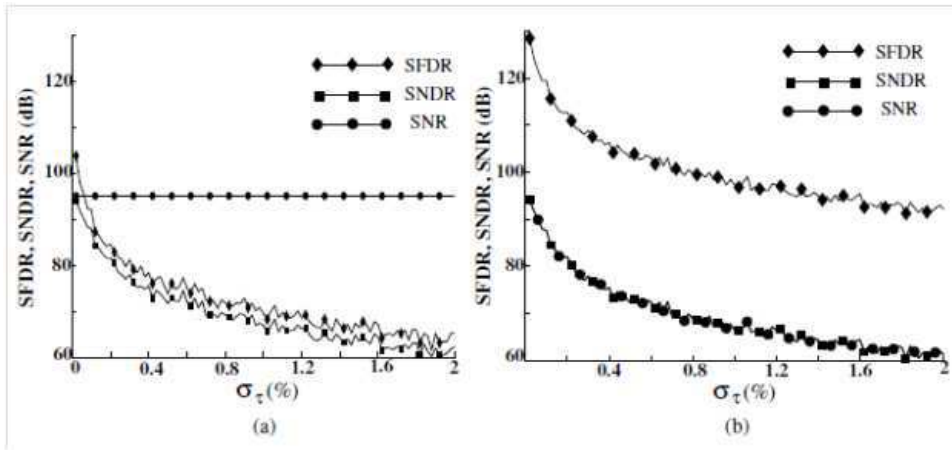 SFDR, SNDR, SNR (dB)
120
100
80
60
0
0.4
0.8
1.2
1.6
2
σ_τ(%)
SFDR
SNDR
SNR
(a)
SFDR, SNDR, SNR (dB)
120
100
80
60
0.4
0.8
1.2
1.6
2
σ_τ(%)
SFDR
SNDR
SNR
(b)